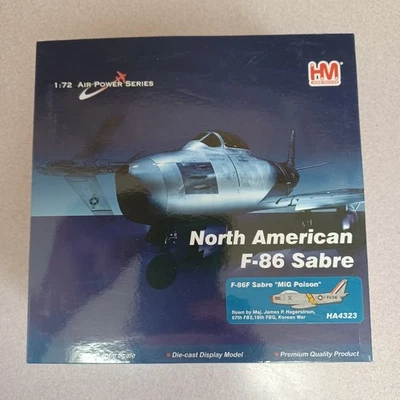 1:72 AIR POWER SERIES
HM
North American
F-86 Sabre
F-86F Sabre "MiG Poison"
flown by Maj. James P. Hagerstrom,
67th FBS, 18th FBG, Korean War
HA4323
Scale
Die-cast Display Model
Premium Quality Product